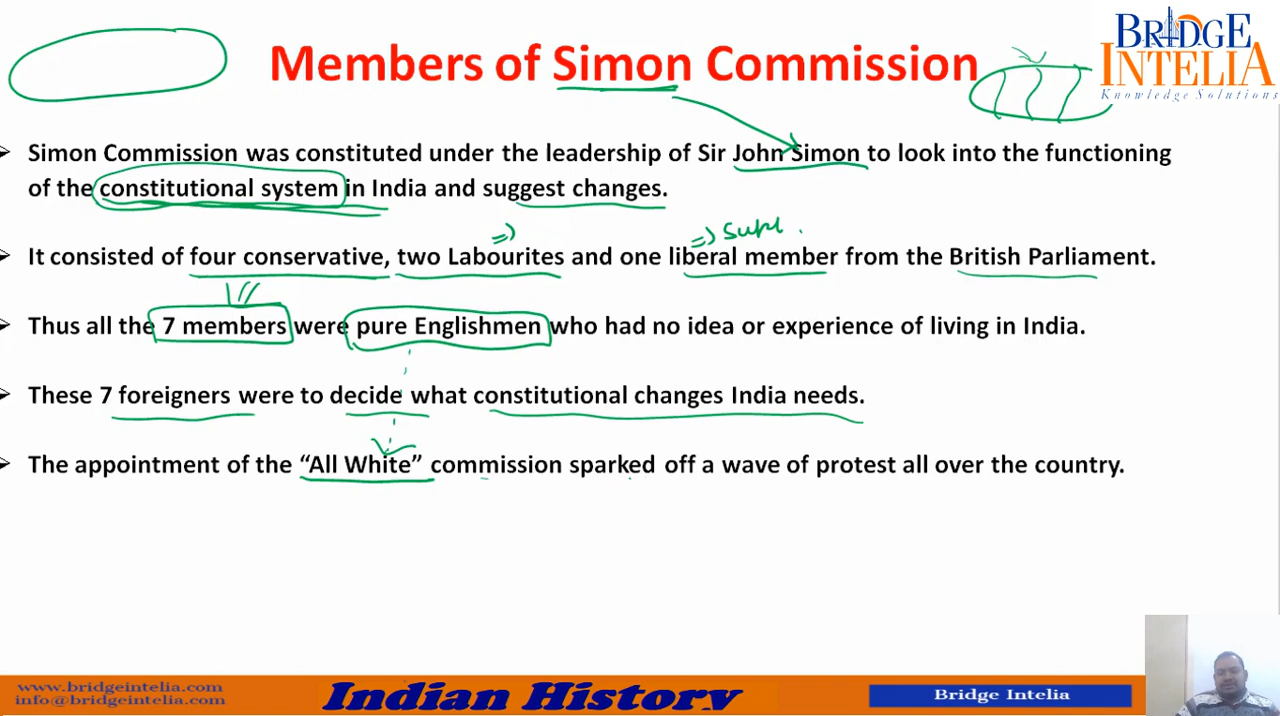 Members of Simon Commission
BRIDGE
INTELIA
Knowledge Solutions
Simon Commission was constituted under the leadership of Sir John Simon to look into the functioning
of the constitutional system in India and suggest changes.
It consisted of four conservative, two Labourites and one liberal member from the British Parliament.
Thus all the 7 members were pure Englishmen who had no idea or experience of living in India.
These 7 foreigners were to decide what constitutional changes India needs.
The appointment of the “All White” commission sparked off a wave of protest all over the country.
www.bridgeintelia.com
info@bridgeintelia.com
Indian History
Bridge Intelia